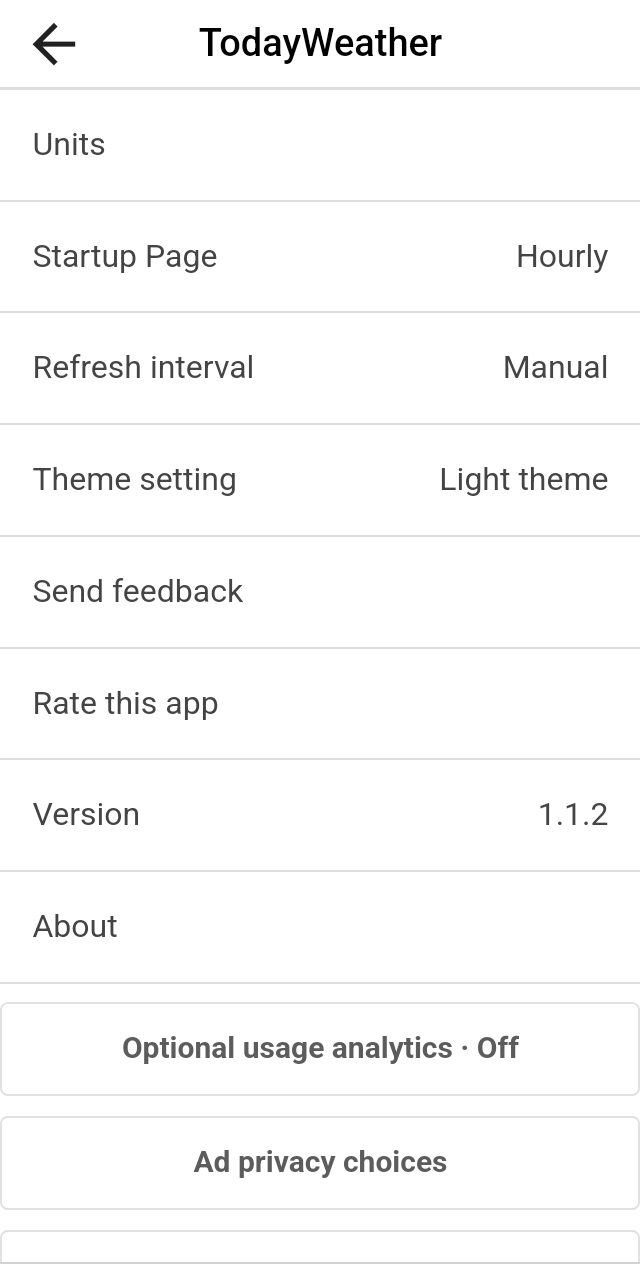 TodayWeather
Units
Startup Page Hourly
Refresh interval Manual
Theme setting Light theme
Send feedback
Rate this app
Version 1.1.2
About
Optional usage analytics · Off
Ad privacy choices